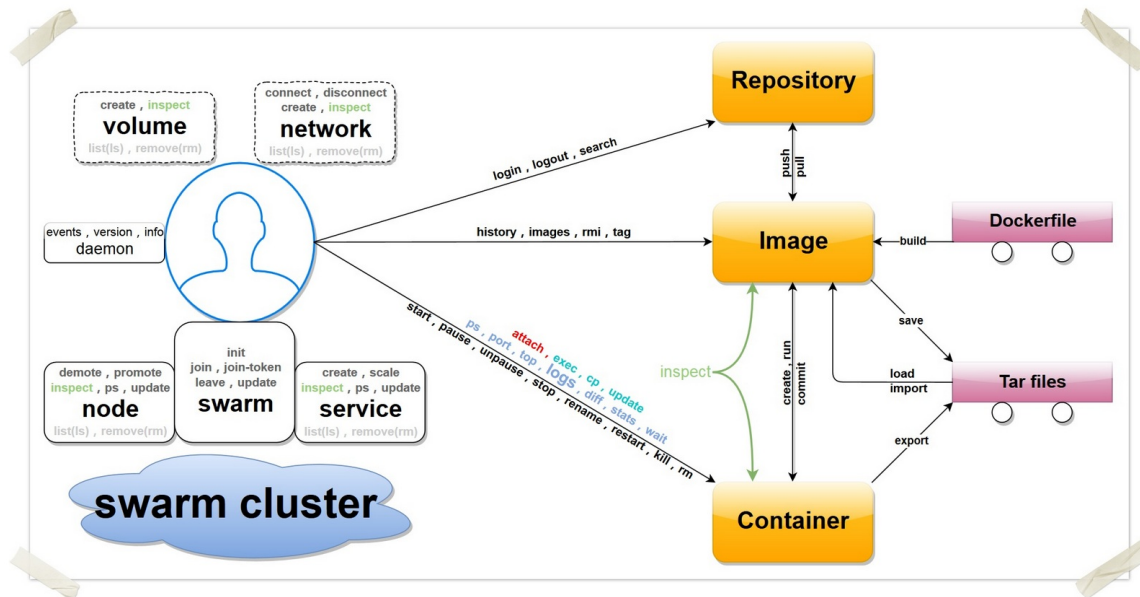 create , inspect
volume
list(ls) , remove(rm)
connect , disconnect
create , inspect
network
list(ls) , remove(rm)
events , version , info
daemon
init
join , join-token
leave , update
swarm
demote , promote
inspect , ps , update
node
list(ls) , remove(rm)
create , scale
inspect , ps , update
service
list(ls) , remove(rm)
swarm cluster
login , logout , search
history , images , rmi , tag
attach , exec , cp , update
ps , port , top , logs , diff , stats , wait
start , pause , unpause , stop , rename , restart , kill , rm
inspect
Repository
push
pull
Image
create , run
commit
Container
build
Dockerfile
save
load
import
Tar files
export